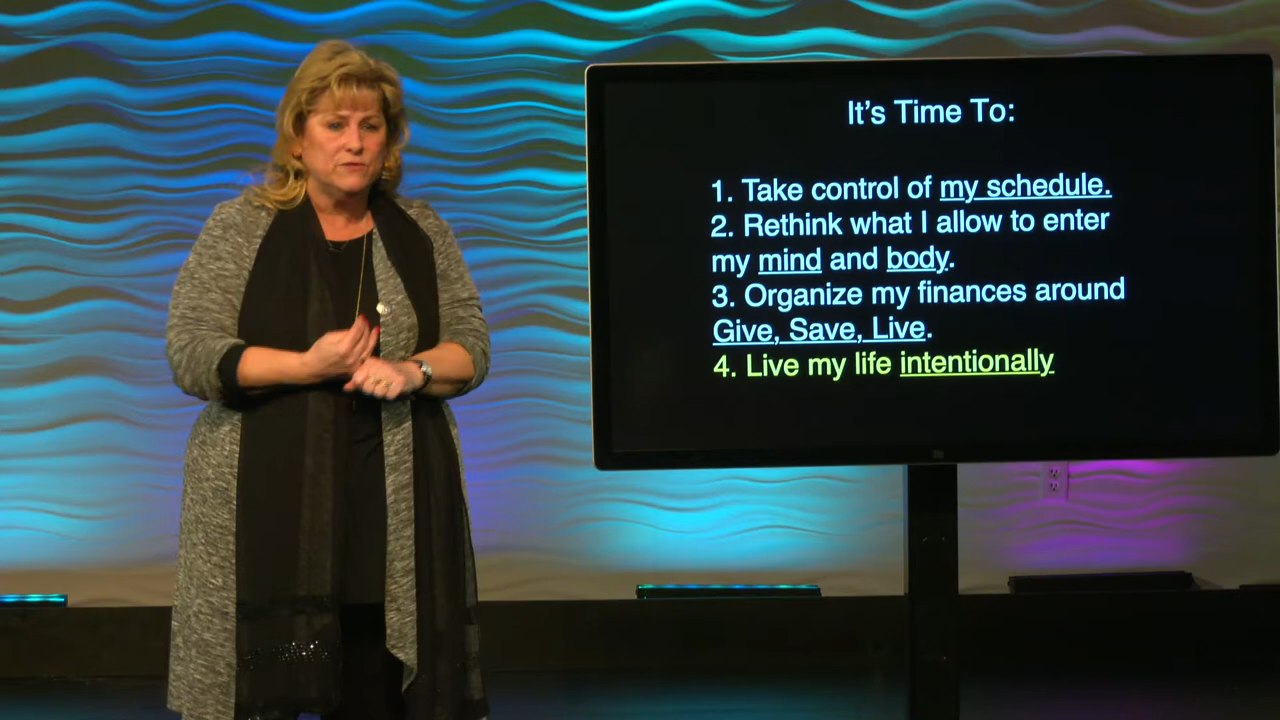 It's Time To:
1. Take control of my schedule.
2. Rethink what I allow to enter
my mind and body.
3. Organize my finances around
Give, Save, Live.
4. Live my life intentionally